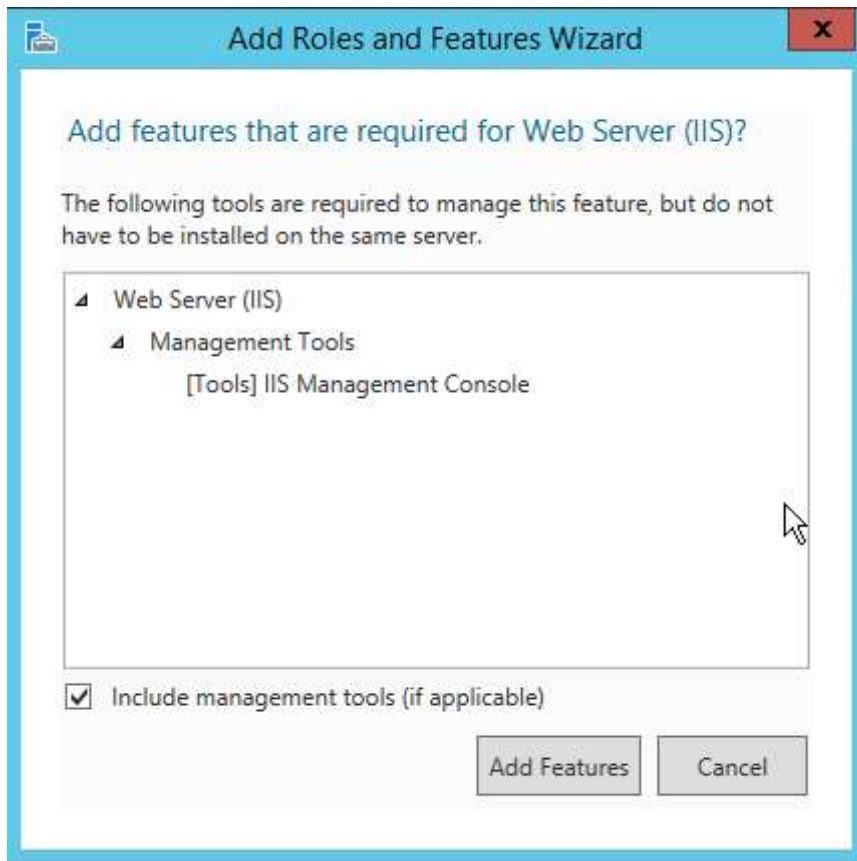 Add Roles and Features Wizard
x
Add features that are required for Web Server (IIS)?
The following tools are required to manage this feature, but do not
have to be installed on the same server.
Web Server (IIS)
Management Tools
[Tools] IIS Management Console
Include management tools (if applicable)
Add Features
Cancel